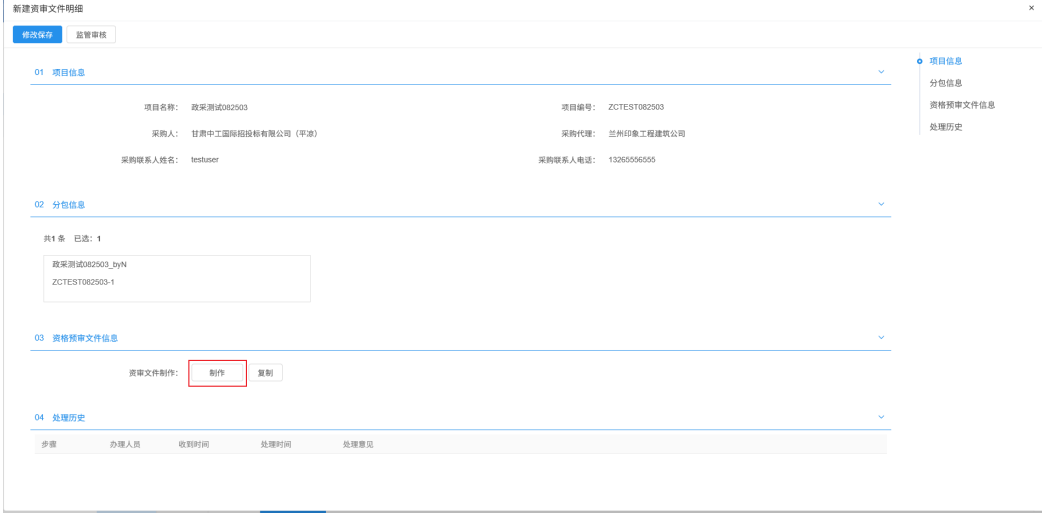 新建资审文件明细 ×
修改保存 监管审核
01 项目信息
项目名称： 政采测试082503 项目编号： ZCTEST082503
采购人： 甘肃中工国际招投标有限公司（平凉） 采购代理： 兰州印象工程建筑公司
采购联系人姓名： testuser 采购联系人电话： 13265556555
02 分包信息
共1 条 已选：1
政采测试082503_byN
ZCTEST082503-1
03 资格预审文件信息
资审文件制作： 制作 复制
04 处理历史
步骤 办理人员 收到时间 处理时间 处理意见
项目信息
分包信息
资格预审文件信息
处理历史